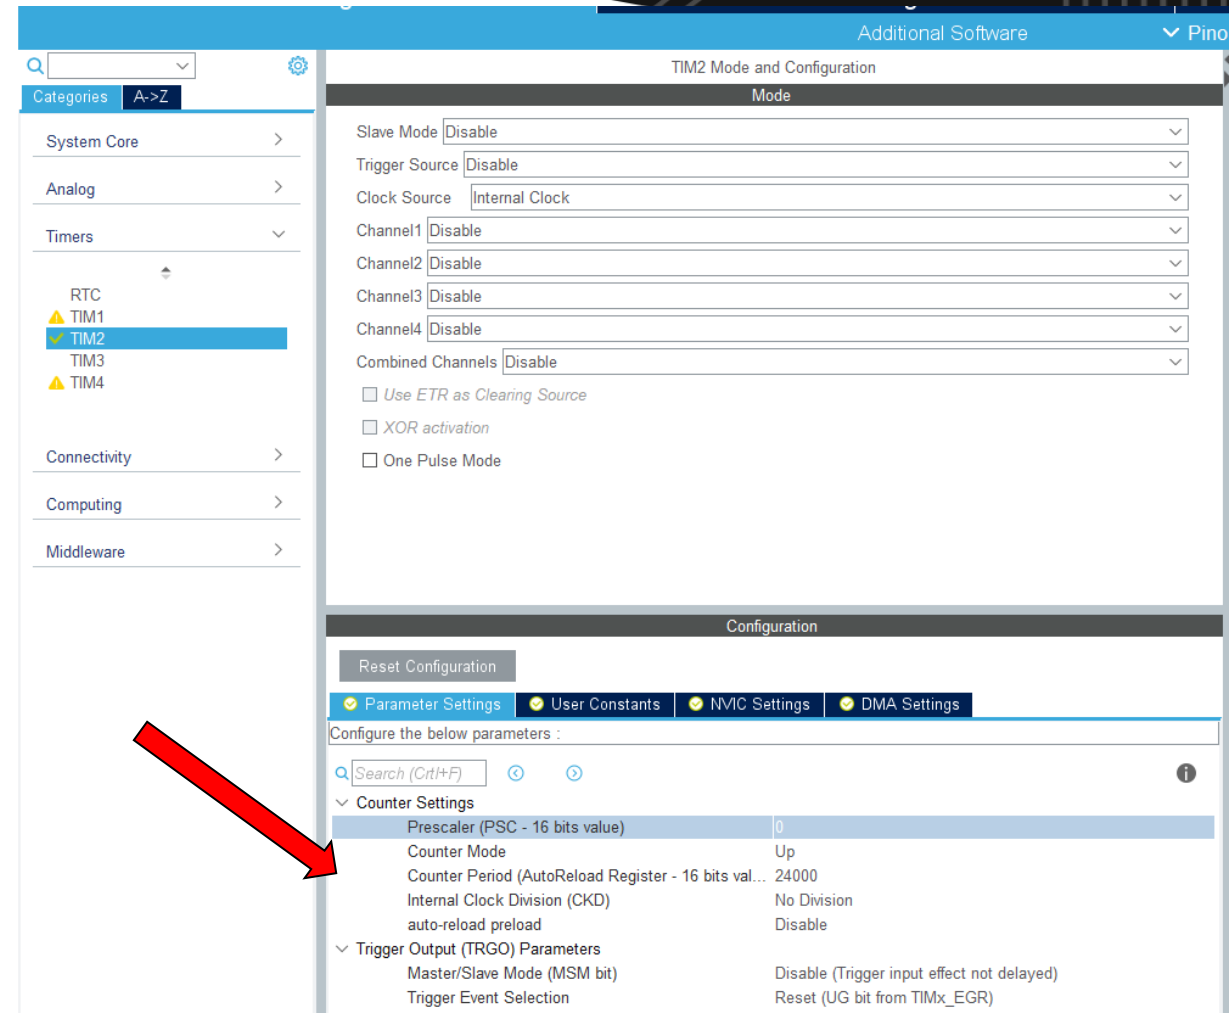 Additional Software
Pino
TIM2 Mode and Configuration
Categories
A->Z
Mode
System Core
Analog
Timers
RTC
TIM1
TIM2
TIM3
TIM4
Connectivity
Computing
Middleware
Slave Mode Disable
Trigger Source Disable
Clock Source Internal Clock
Channel1 Disable
Channel2 Disable
Channel3 Disable
Channel4 Disable
Combined Channels Disable
Use ETR as Clearing Source
XOR activation
One Pulse Mode
Configuration
Reset Configuration
Parameter Settings
User Constants
NVIC Settings
DMA Settings
Configure the below parameters :
Search (Crtl+F)
Counter Settings
Prescaler (PSC - 16 bits value) 0
Counter Mode Up
Counter Period (AutoReload Register - 16 bits val... 24000
Internal Clock Division (CKD) No Division
auto-reload preload Disable
Trigger Output (TRGO) Parameters
Master/Slave Mode (MSM bit) Disable (Trigger input effect not delayed)
Trigger Event Selection Reset (UG bit from TIMx_EGR)